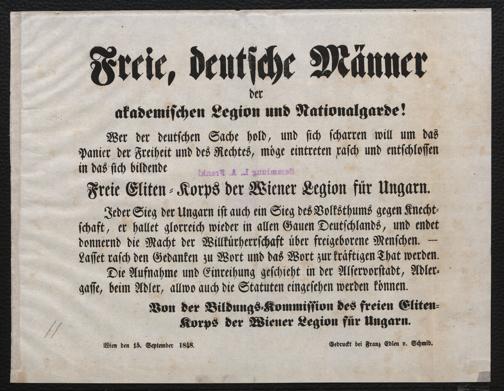 Freie, deutsche Männer
der
akademischen Legion und Nationalgarde!
Wer der deutschen Sache hold, und sich scharren will um das
Panier der Freiheit und des Rechtes, möge eintreten rasch und entschlossen
in das sich bildende
Sammlung L. A. Frankl
Freie Eliten-Korps der Wiener Legion für Ungarn.
Jeder Sieg der Ungarn ist auch ein Sieg des Volksthums gegen Knecht-
schaft, er hallet glorreich wieder in allen Gauen Deutschlands, und endet
donnernd die Macht der Willkürherschaft über freigeborene Menschen. —
Lasset rasch den Gedanken zu Wort und das Wort zur kräftigen That werden.
Die Aufnahme und Einreihung geschieht in der Alservorstadt, Adler-
gasse, beim Adler, allwo auch die Statuten eingesehen werden können.
Von der Bildungs-Kommission des freien Eliten-
Korps der Wiener Legion für Ungarn.
Wien den 15. September 1848.
Gedruckt bei Franz Edlen v. Schmid.